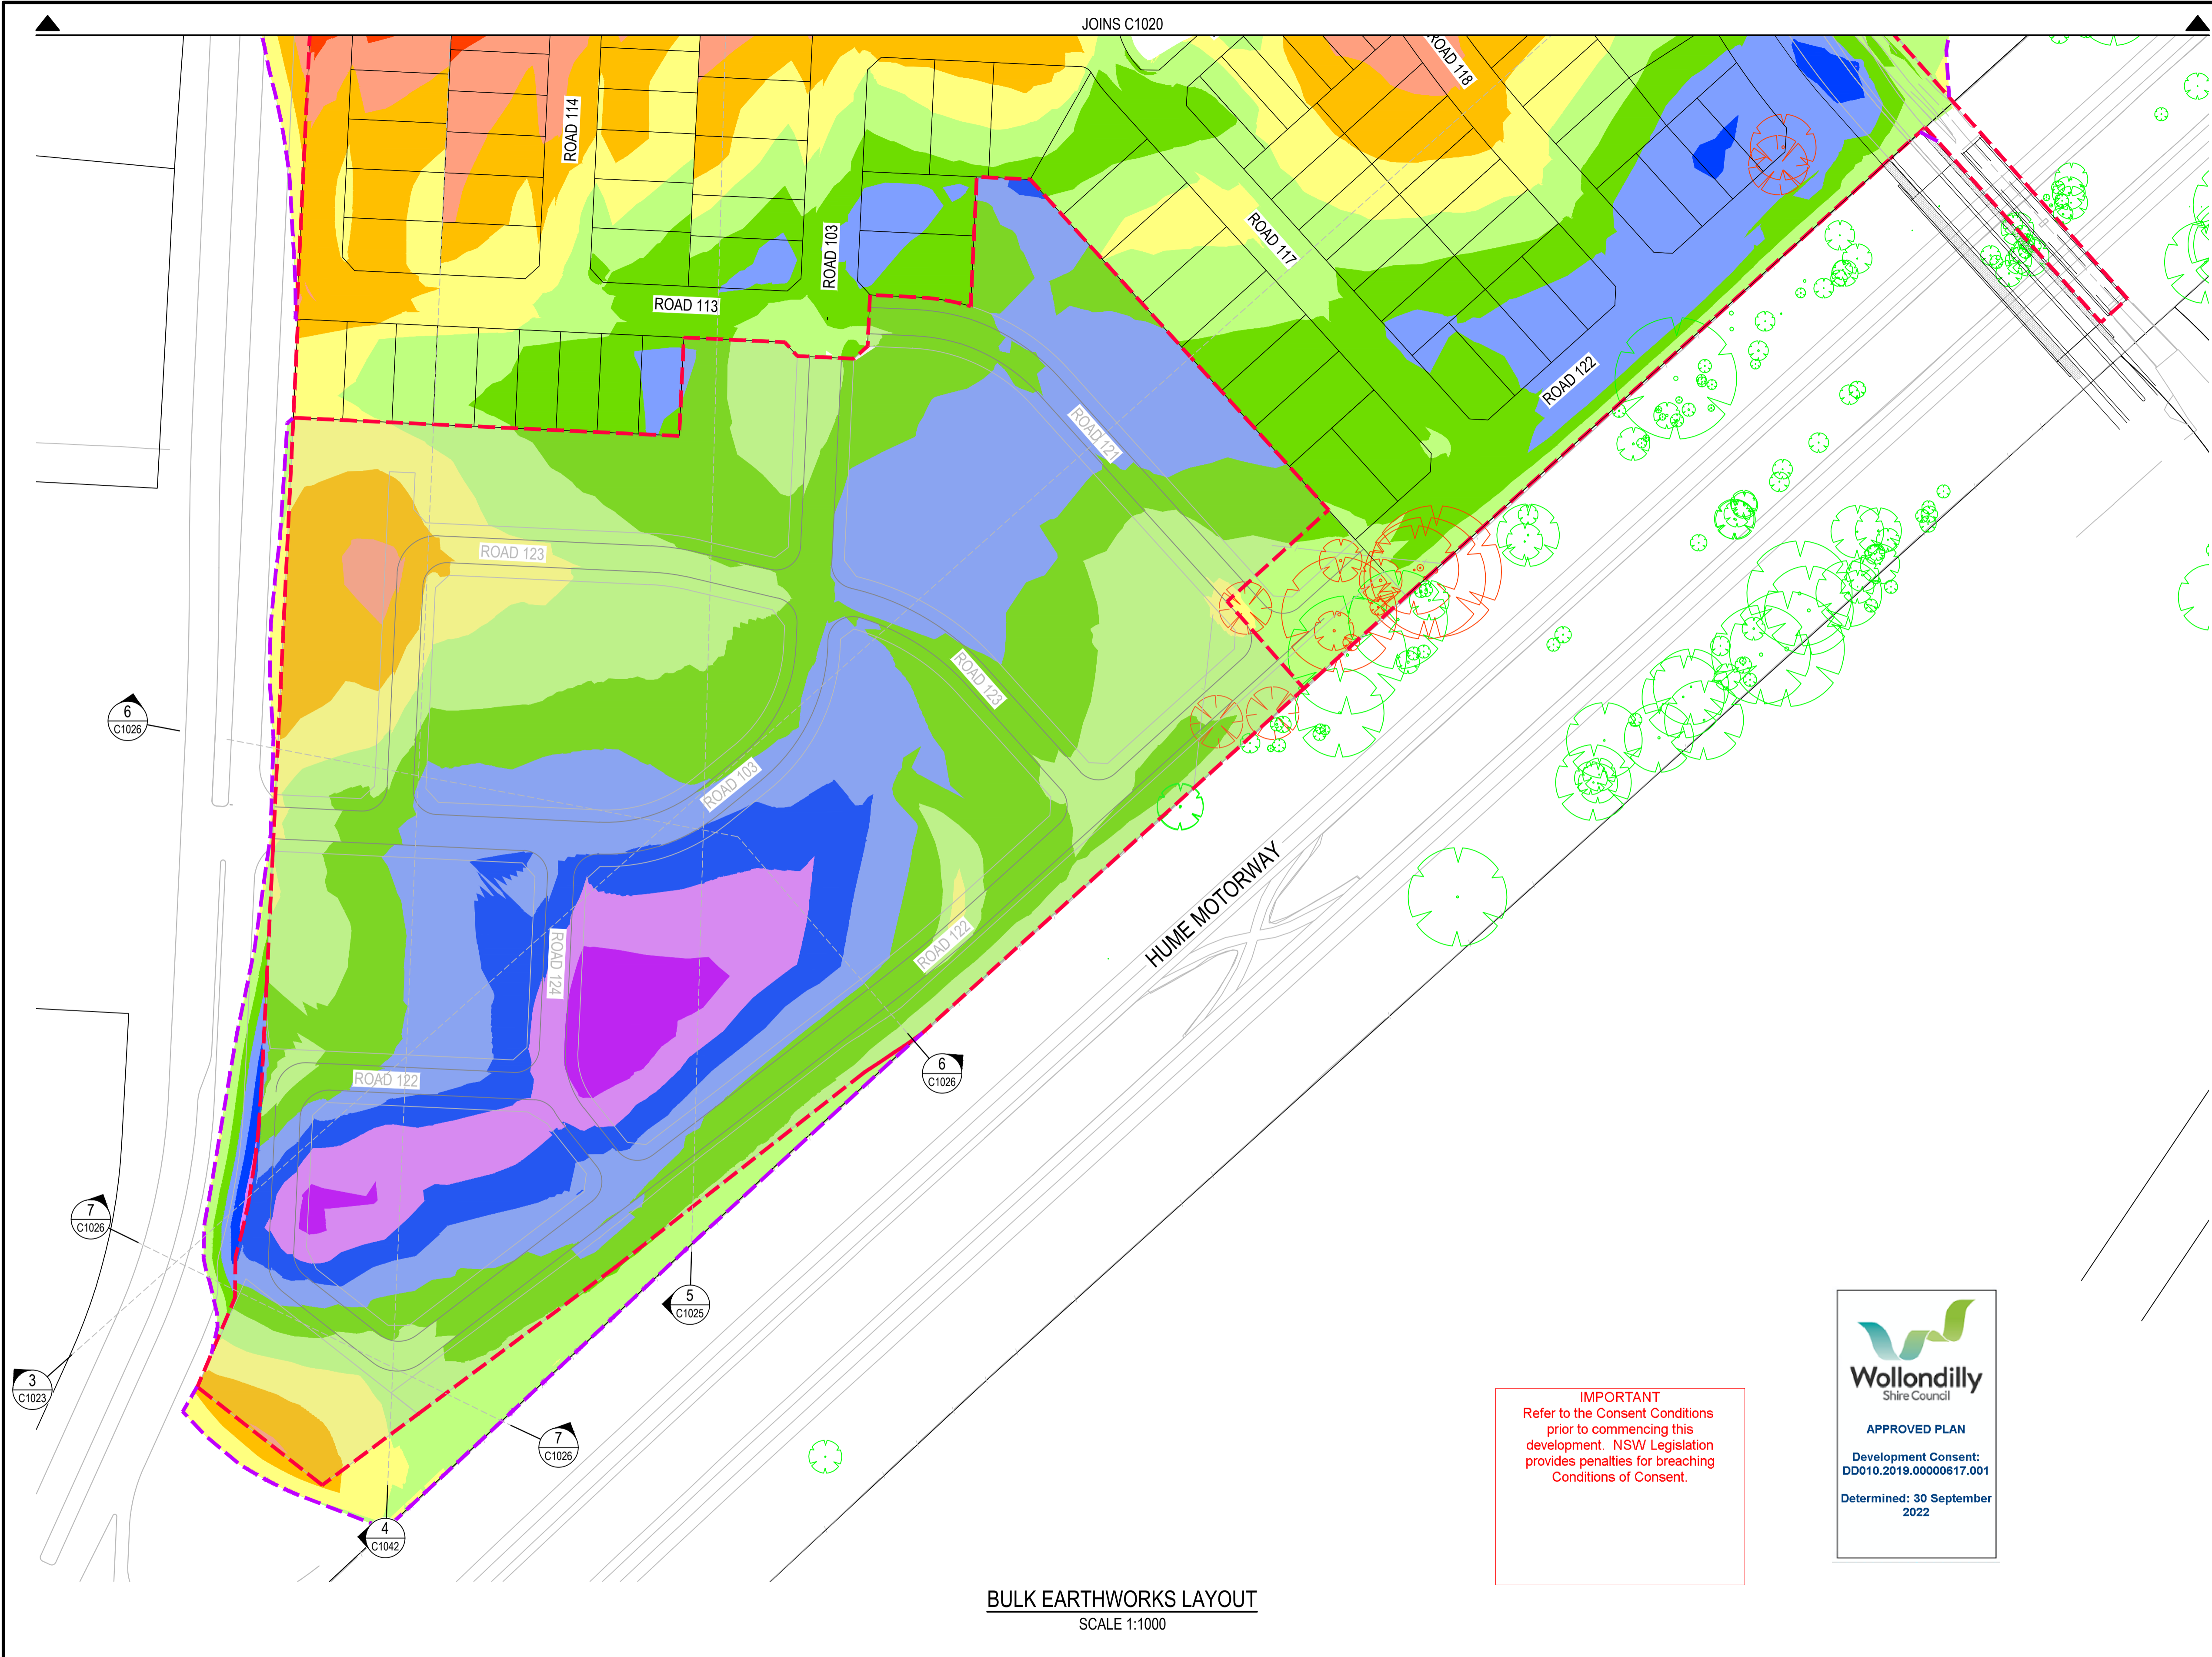 JOINS C1020
ROAD 118
ROAD 114
ROAD 103
ROAD 117
ROAD 113
ROAD 122
ROAD 121
ROAD 123
ROAD 123
6
C1026
ROAD 103
HUME MOTORWAY
ROAD 122
ROAD 124
6
C1026
ROAD 122
7
C1026
5
C1025
3
C1023
7
C1026
4
C1042
IMPORTANT
Refer to the Consent Conditions
prior to commencing this
development. NSW Legislation
provides penalties for breaching
Conditions of Consent.
Wollondilly
Shire Council
APPROVED PLAN
Development Consent:
DD010.2019.00000617.001
Determined: 30 September
2022
BULK EARTHWORKS LAYOUT
SCALE 1:1000